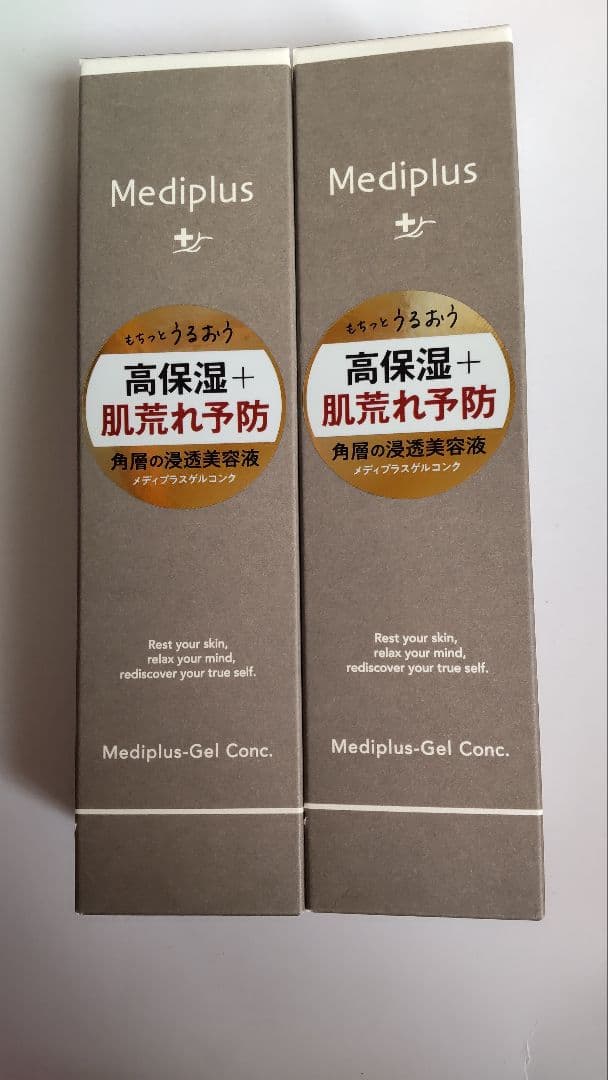 Mediplus
もちっとうるおう
高保湿+
肌荒れ予防
角層の浸透美容液
メディプラスゲルコンク
Rest your skin,
relax your mind,
rediscover your true self.
Mediplus-Gel Conc.
Mediplus
もちっとうるおう
高保湿+
肌荒れ予防
角層の浸透美容液
メディプラスゲルコンク
Rest your skin,
relax your mind,
rediscover your true self.
Mediplus-Gel Conc.